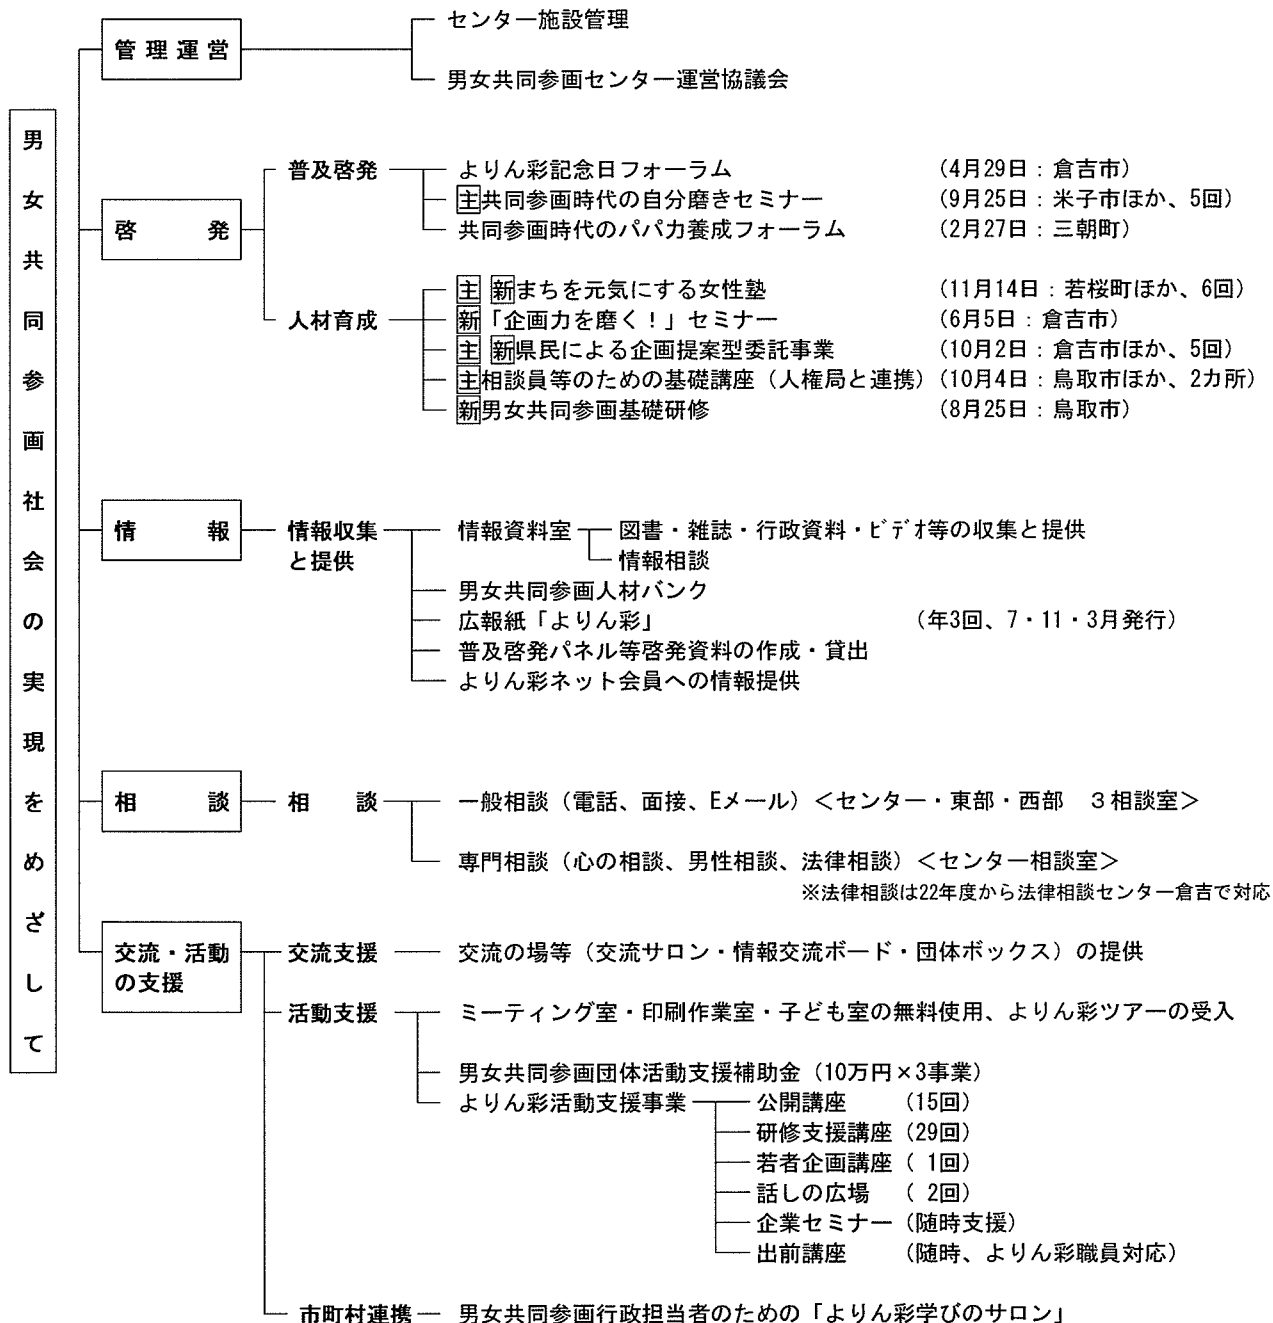 男女共同参画社会の実現をめざして
管理運営
センター施設管理
男女共同参画センター運営協議会
啓発
普及啓発
よりん彩記念日フォーラム (4月29日:倉吉市)
主共同参画時代の自分磨きセミナー (9月25日:米子市ほか、5回)
共同参画時代のパパ力養成フォーラム (2月27日:三朝町)
人材育成
主 新まちを元気にする女性塾 (11月14日:若桜町ほか、6回)
新「企画力を磨く!」セミナー (6月5日:倉吉市)
主 新県民による企画提案型委託事業 (10月2日:倉吉市ほか、5回)
主相談員等のための基礎講座(人権局と連携)(10月4日:鳥取市ほか、2カ所)
新男女共同参画基礎研修 (8月25日:鳥取市)
情報
情報収集
と提供
情報資料室
図書・雑誌・行政資料・ビデオ等の収集と提供
情報相談
男女共同参画人材バンク
広報紙「よりん彩」 (年3回、7・11・3月発行)
普及啓発パネル等啓発資料の作成・貸出
よりん彩ネット会員への情報提供
相談
相談
一般相談(電話、面接、Eメール)<センター・東部・西部 3相談室>
専門相談(心の相談、男性相談、法律相談)<センター相談室>
※法律相談は22年度から法律相談センター倉吉で対応
交流・活動
の支援
交流支援
交流の場等(交流サロン・情報交流ボード・団体ボックス)の提供
活動支援
ミーティング室・印刷作業室・子ども室の無料使用、よりん彩ツアーの受入
男女共同参画団体活動支援補助金(10万円×3事業)
よりん彩活動支援事業
公開講座 (15回)
研修支援講座 (29回)
若者企画講座 ( 1回)
話しの広場 ( 2回)
企業セミナー (随時支援)
出前講座 (随時、よりん彩職員対応)
市町村連携
男女共同参画行政担当者のための「よりん彩学びのサロン」